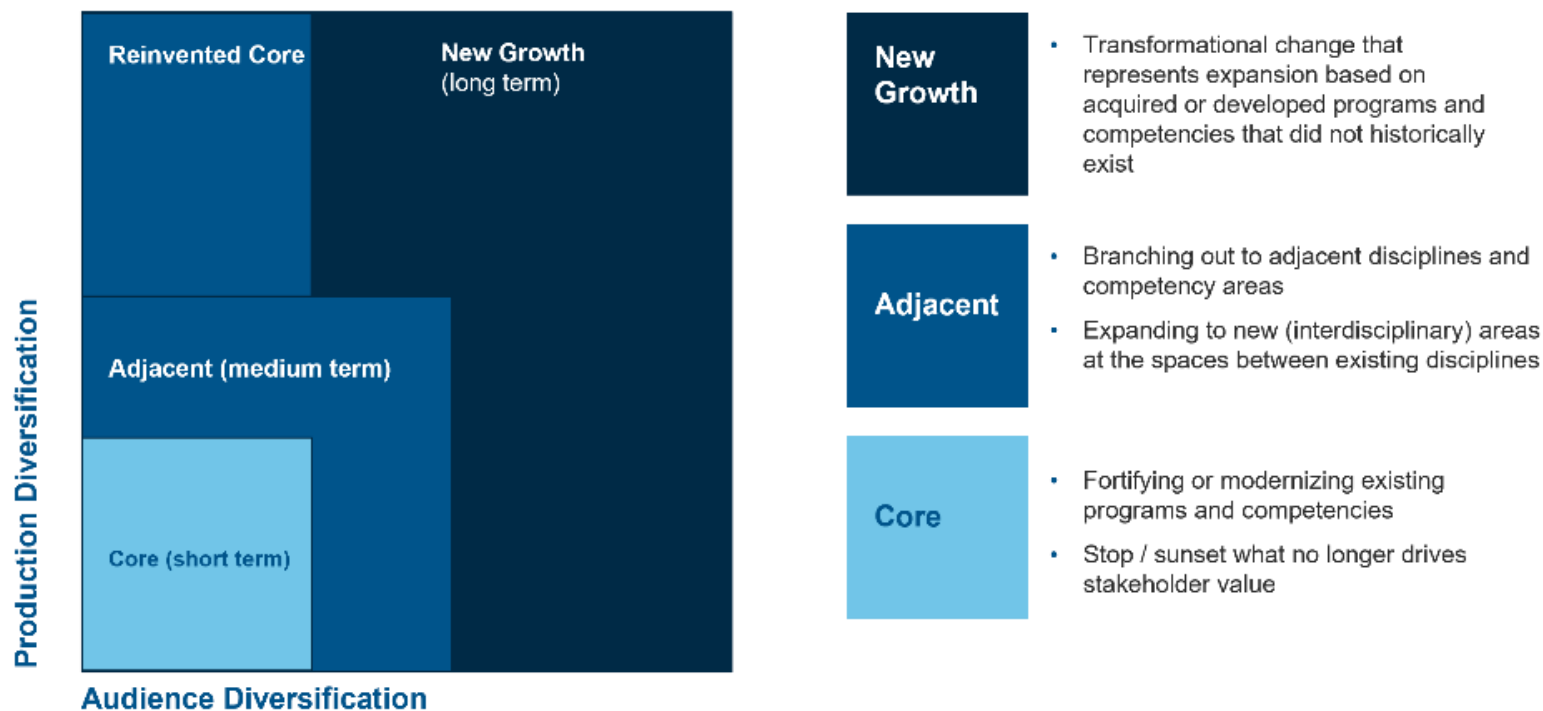 Reinvented Core
New Growth
(long term)
Adjacent (medium term)
Core (short term)
Production Diversification
Audience Diversification
New
Growth
• Transformational change that
represents expansion based on
acquired or developed programs and
competencies that did not historically
exist
Adjacent
• Branching out to adjacent disciplines and
competency areas
• Expanding to new (interdisciplinary) areas
at the spaces between existing disciplines
Core
• Fortifying or modernizing existing
programs and competencies
• Stop / sunset what no longer drives
stakeholder value